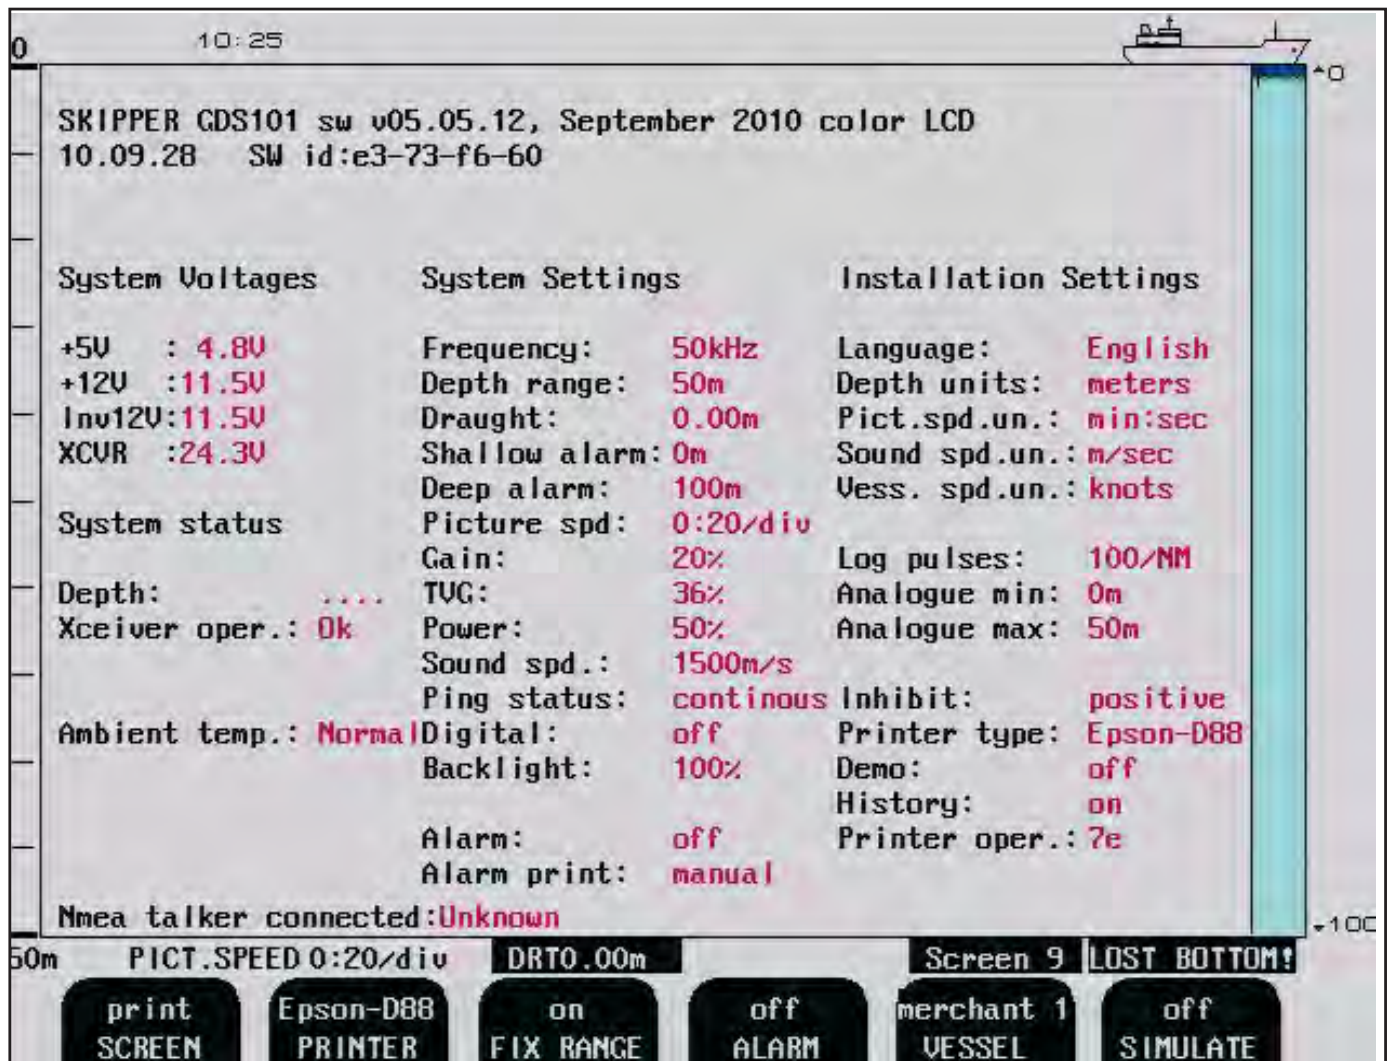 0 10:25
▲0
SKIPPER GDS101 sw v05.05.12, September 2010 color LCD
10.09.28 SW id:e3-73-f6-60
System Voltages System Settings Installation Settings
+5V : 4.8V Frequency: 50kHz Language: English
+12V :11.5V Depth range: 50m Depth units: meters
Inv12V:11.5V Draught: 0.00m Pict.spd.un.: min:sec
XCVR :24.3V Shallow alarm: 0m Sound spd.un.: m/sec
Deep alarm: 100m Vess. spd.un.: knots
System status Picture spd: 0:20/div
Gain: 20% Log pulses: 100/NM
Depth: .... TVG: 36% Analogue min: 0m
Xceiver oper.: Ok Power: 50% Analogue max: 50m
Sound spd.: 1500m/s
Ping status: continous Inhibit: positive
Ambient temp.: Normal Digital: off Printer type: Epson-D88
Backlight: 100% Demo: off
History: on
Alarm: off Printer oper.: ?e
Alarm print: manual
Nmea talker connected:Unknown
▼100
50m PICT.SPEED 0:20/div DRT0.00m Screen 9 LOST BOTTOM!
print Epson-D88 on off merchant 1 off
SCREEN PRINTER FIX RANGE ALARM VESSEL SIMULATE